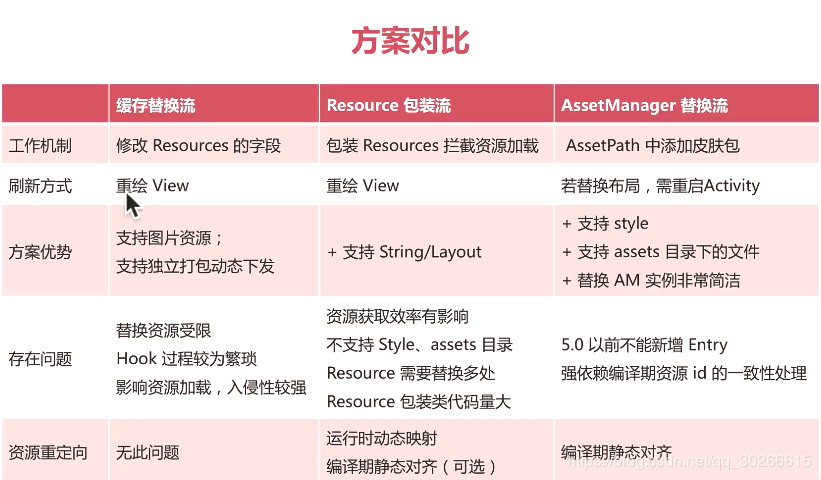 方案对比
缓存替换流 Resource 包装流 AssetManager 替换流
工作机制 修改 Resources 的字段 包装 Resources 拦截资源加载 AssetPath 中添加皮肤包
刷新方式 重绘 View 重绘 View 若替换布局，需重启Activity
方案优势
支持图片资源；
支持独立打包动态下发
+ 支持 String/Layout
+ 支持 style
+ 支持 assets 目录下的文件
+ 替换 AM 实例非常简洁
存在问题
替换资源受限
Hook 过程较为繁琐
影响资源加载，入侵性较强
资源获取效率有影响
不支持 Style、assets 目录
Resource 需要替换多处
Resource 包装类代码量大
5.0 以前不能新增 Entry
强依赖编译期资源 id 的一致性处理
资源重定向 无此问题
运行时动态映射
编译期静态对齐（可选）
编译期静态对齐
https://blog.csdn.net/qq_30266615